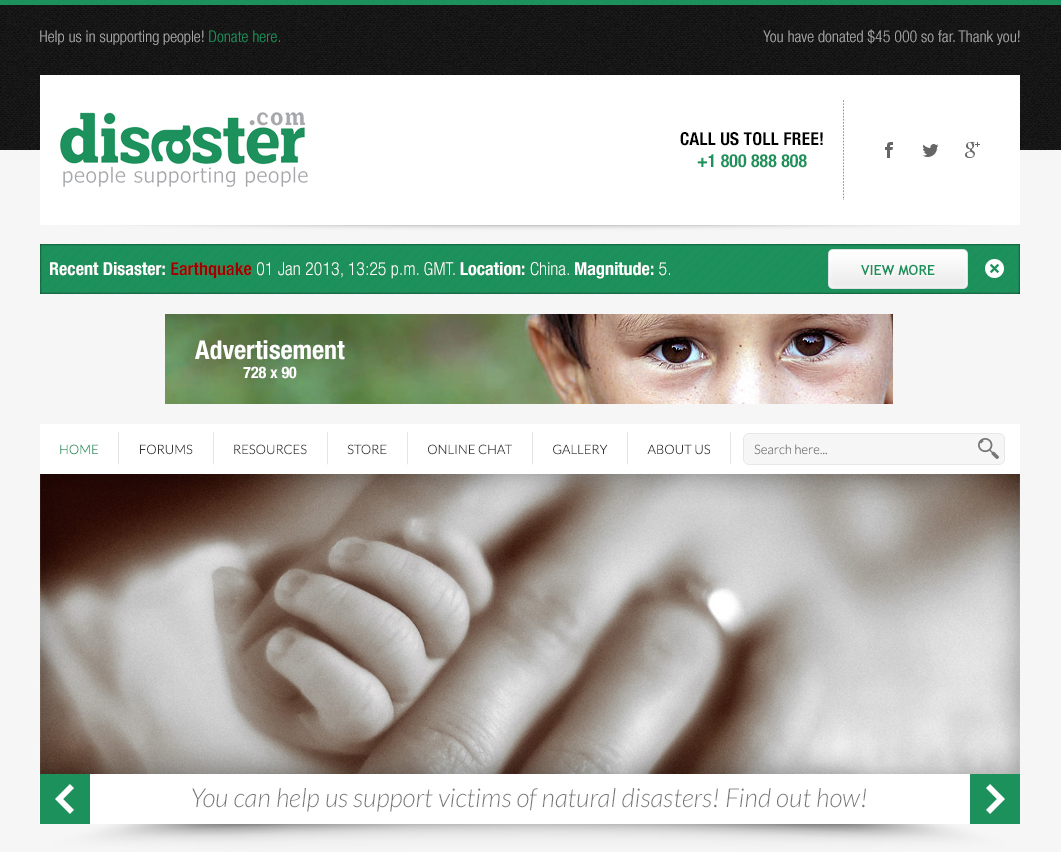 Help us in supporting people! Donate here.
You have donated $45 000 so far. Thank you!
disaster.com
people supporting people
CALL US TOLL FREE!
+1 800 888 808
Recent Disaster: Earthquake 01 Jan 2013, 13:25 p.m. GMT. Location: China. Magnitude: 5.
VIEW MORE
Advertisement
728 x 90
HOME FORUMS RESOURCES STORE ONLINE CHAT GALLERY ABOUT US Search here...
You can help us support victims of natural disasters! Find out how!